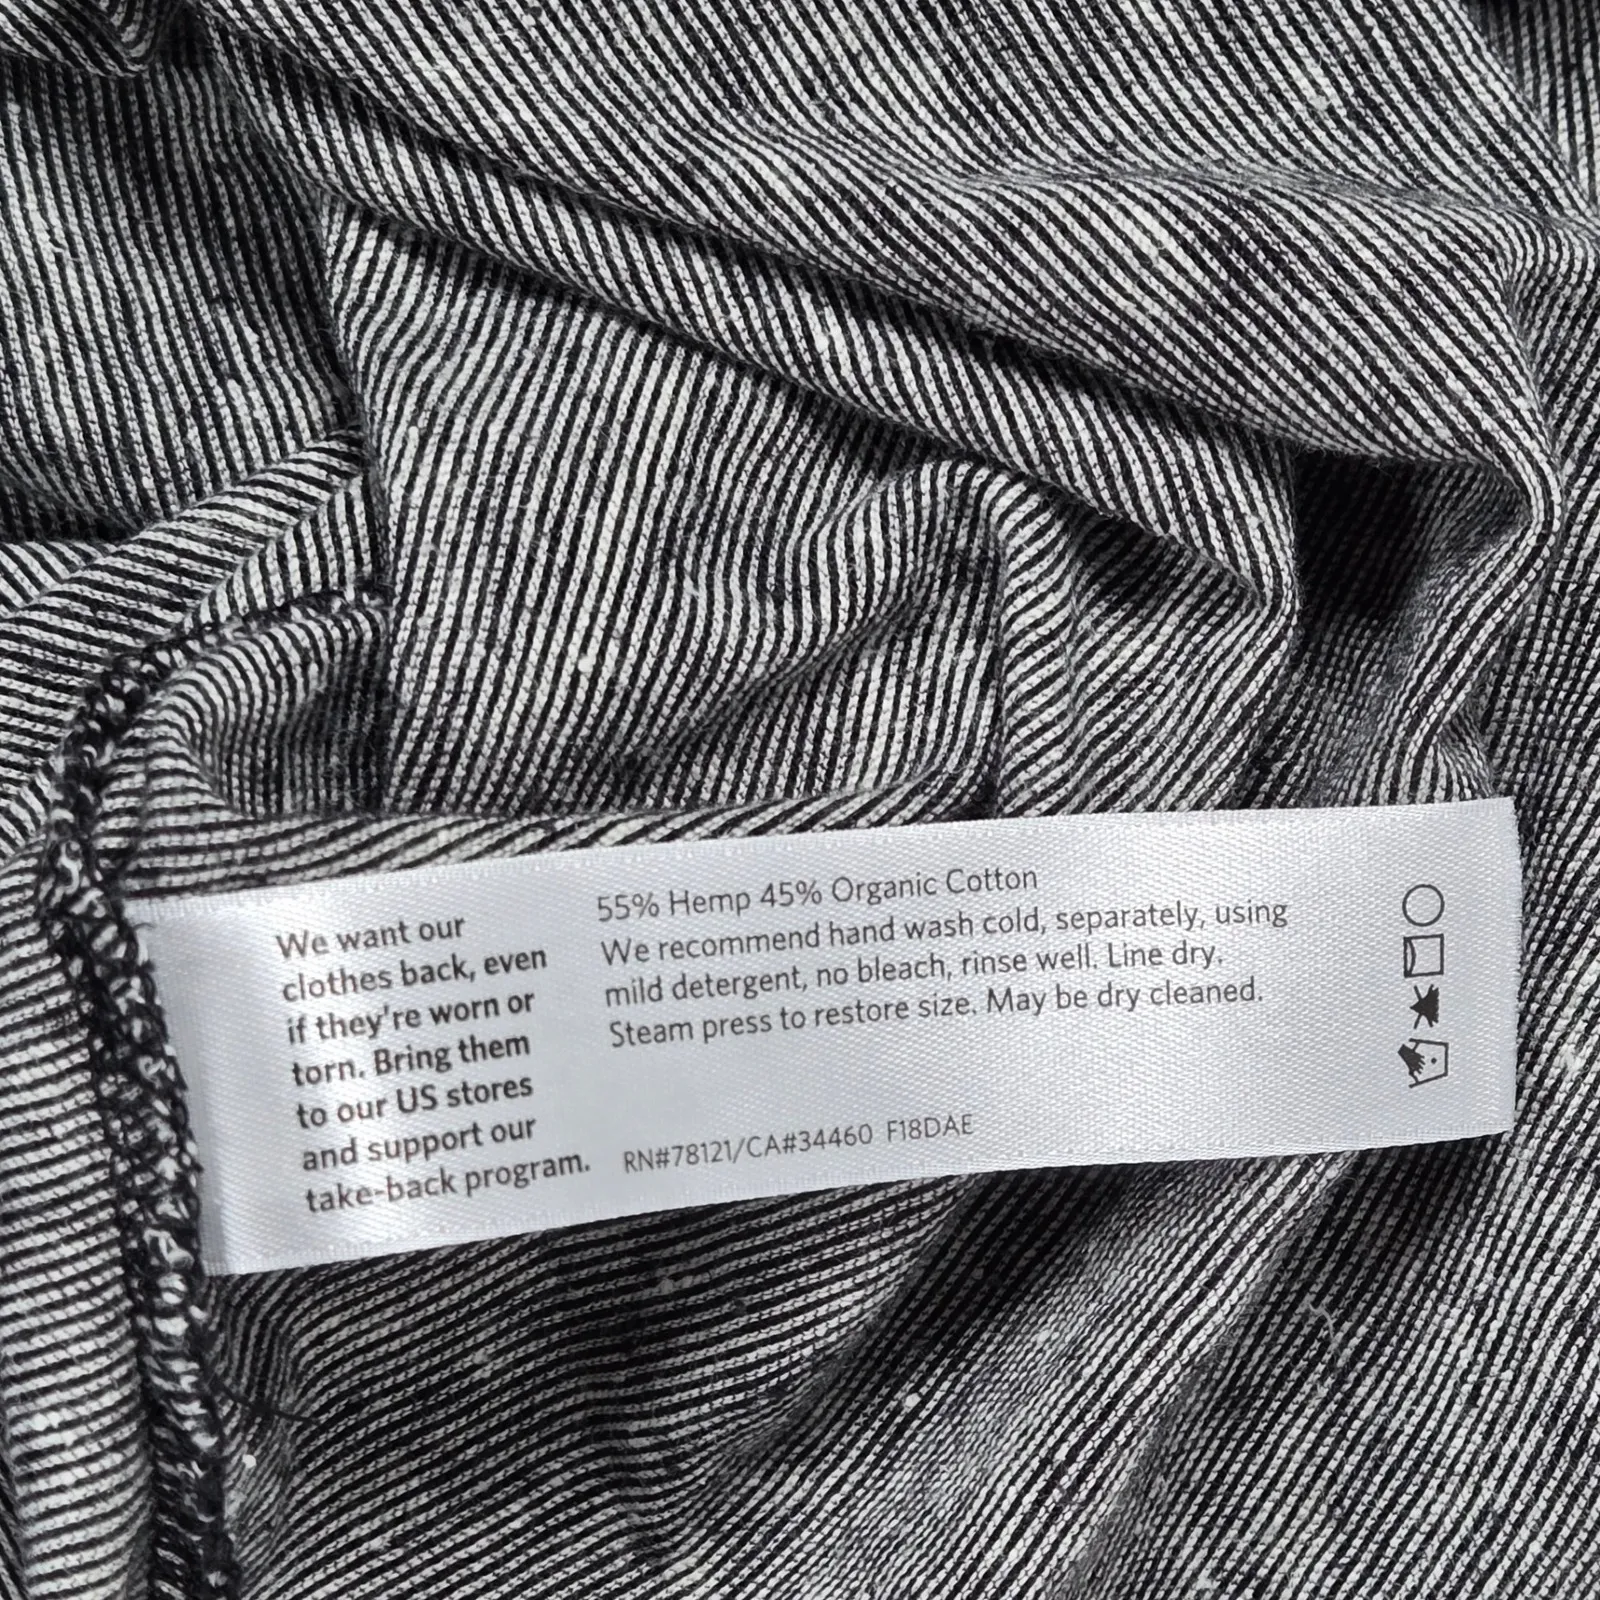 We want our
clothes back, even
if they're worn or
torn. Bring them
to our US stores
and support our
take-back program.
55% Hemp 45% Organic Cotton
We recommend hand wash cold, separately, using
mild detergent, no bleach, rinse well. Line dry.
Steam press to restore size. May be dry cleaned.
RN#78121/CA#34460 F18DAE